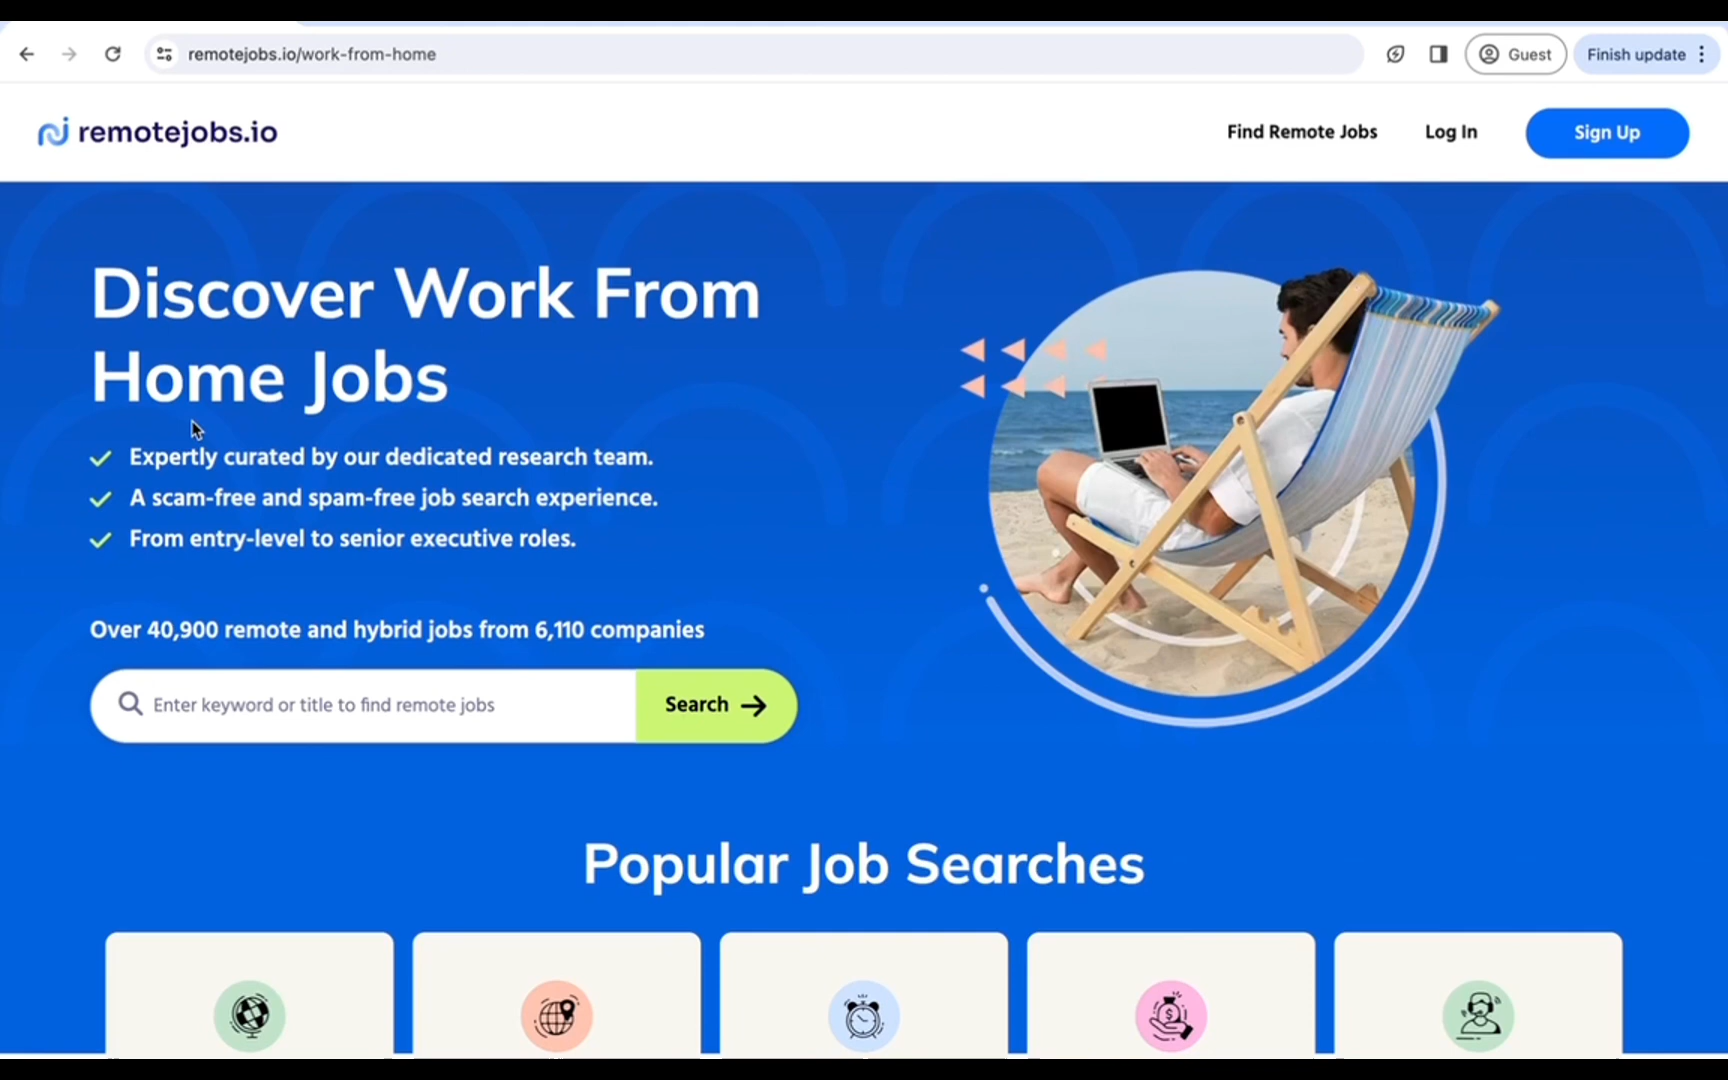 remotejobs.io/work-from-home
Guest
Finish update
remotejobs.io
Find Remote Jobs
Log In
Sign Up
Discover Work From
Home Jobs
Expertly curated by our dedicated research team.
A scam-free and spam-free job search experience.
From entry-level to senior executive roles.
Over 40,900 remote and hybrid jobs from 6,110 companies
Enter keyword or title to find remote jobs
Search
Popular Job Searches